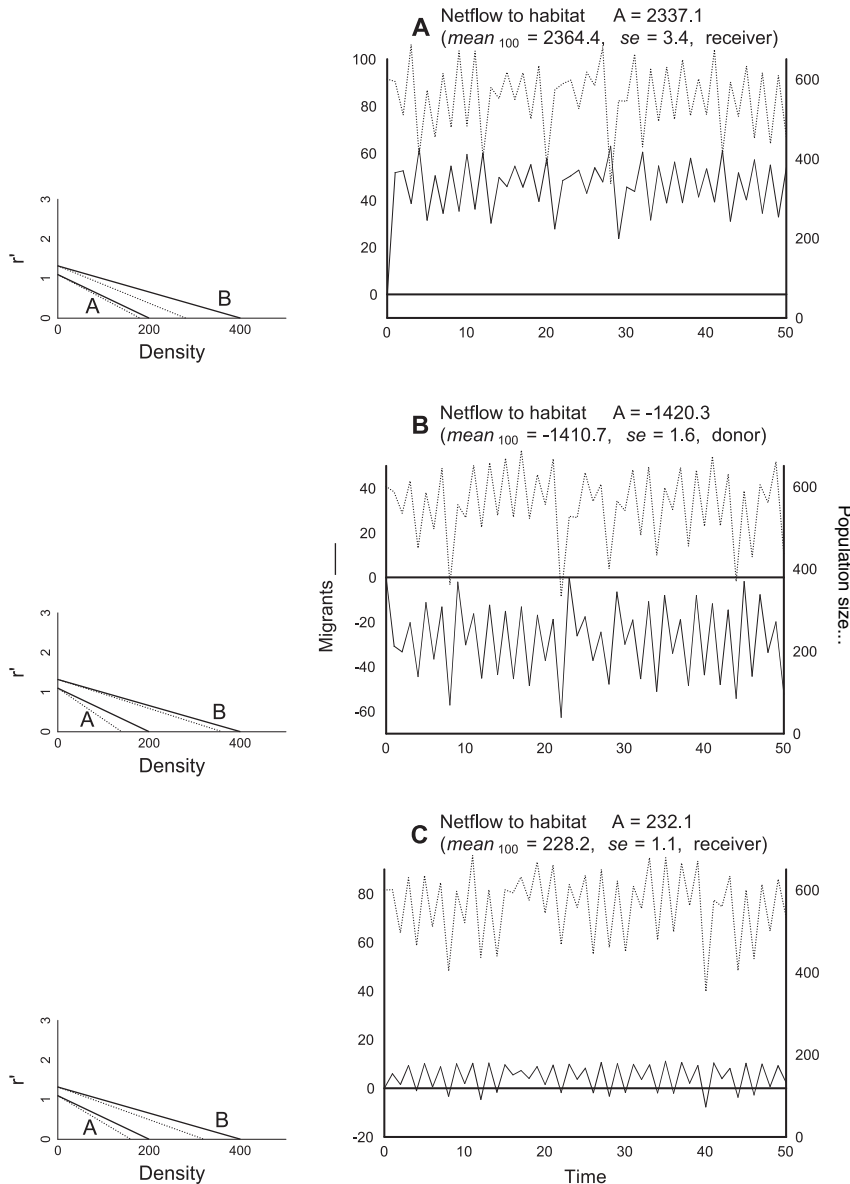 A Netflow to habitat A = 2337.1
(mean 100 = 2364.4, se = 3.4, receiver)
100
80
60
40
20
0
600
400
200
0
0 10 20 30 40 50
3
2
1
0
r'
A
B
0 200 400
Density
B Netflow to habitat A = -1420.3
(mean 100 = -1410.7, se = 1.6, donor)
40
20
0
-20
-40
-60
Migrants
600
400
200
0
Population size...
0 10 20 30 40 50
3
2
1
0
r'
A
B
0 200 400
Density
C Netflow to habitat A = 232.1
(mean 100 = 228.2, se = 1.1, receiver)
80
60
40
20
0
-20
600
400
200
0
0 10 20 30 40 50
Time
3
2
1
0
r'
A
B
0 200 400
Density